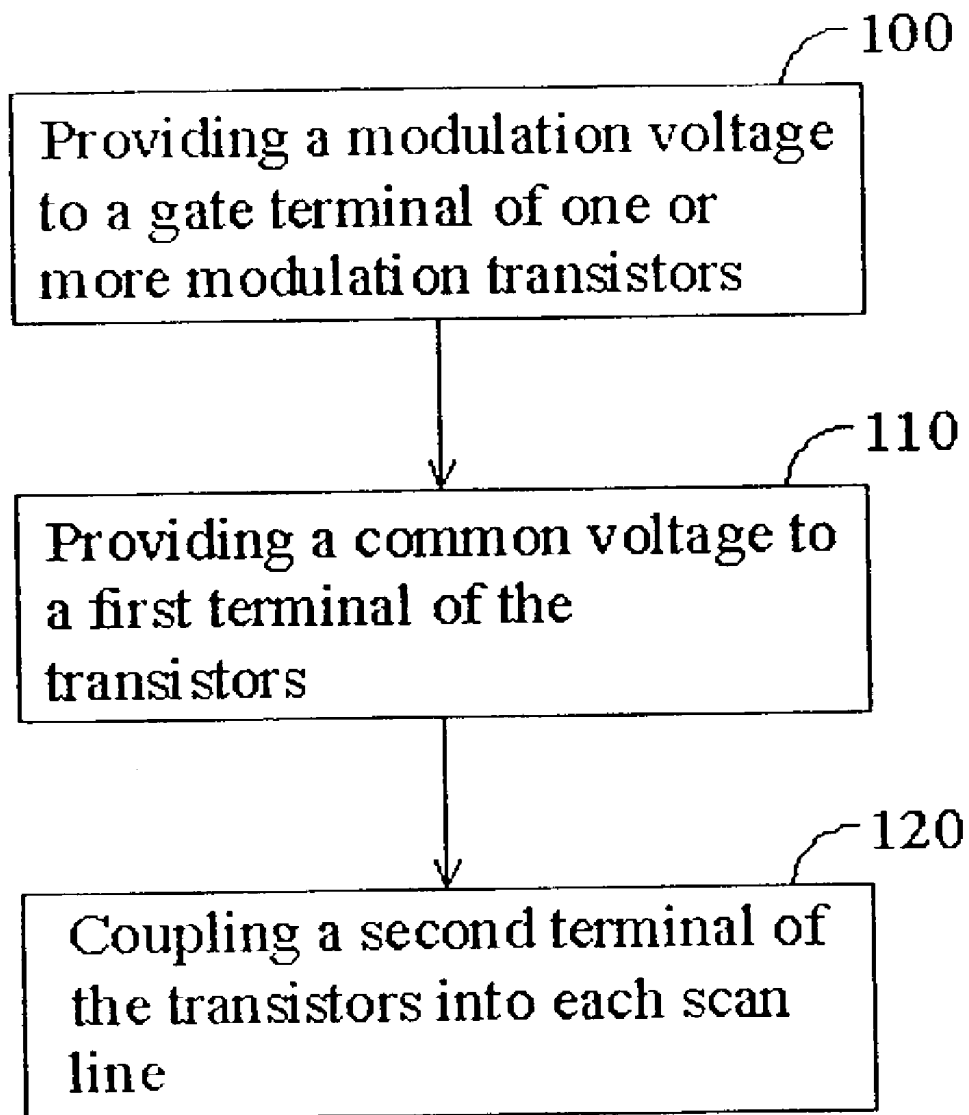 100
Providing a modulation voltage
to a gate terminal of one or
more modulation transistors
110
Providing a common voltage to
a first terminal of the
transistors
120
Coupling a second terminal of
the transistors into each scan
line